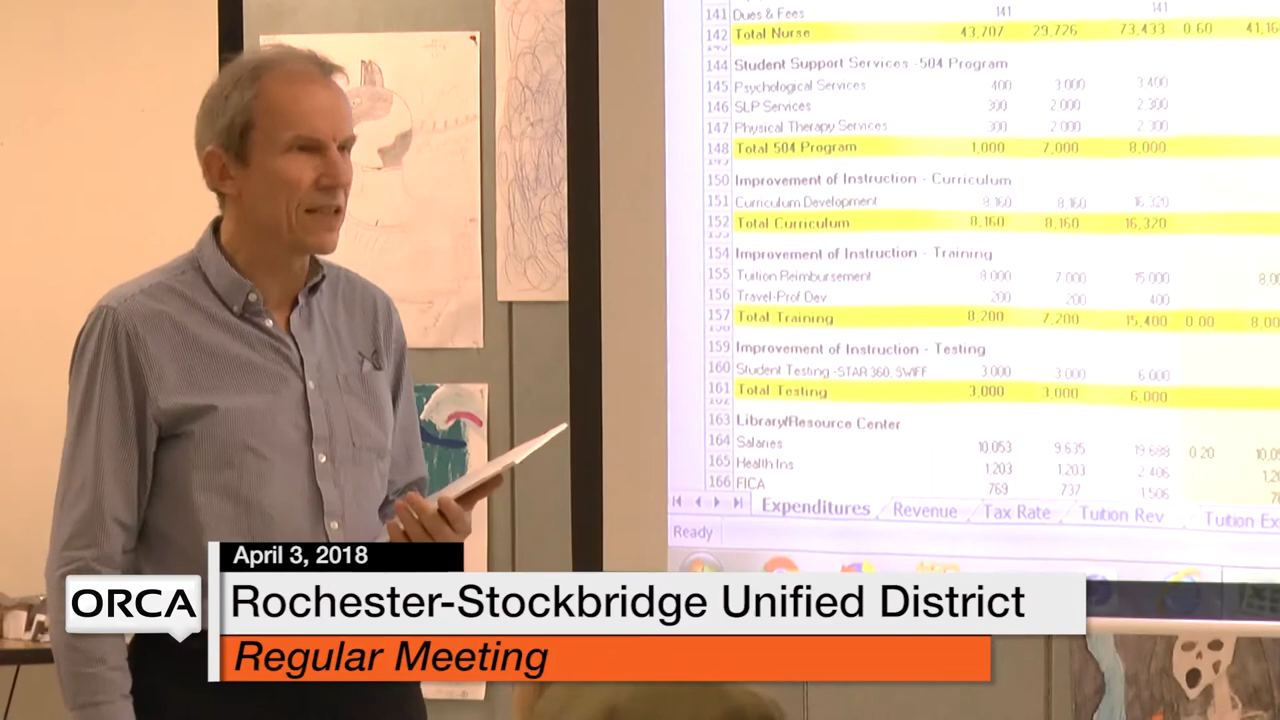 141 Dues & Fees 141 141
142 Total Nurse 43,707 29,726 73,433 0.60
144 Student Support Services -504 Program
145 Psychological Services 400 3,000 3,400
146 SLP Services 300 2,000 2,300
147 Physical Therapy Services 300 2,000 2,300
148 Total 504 Program 1,000 7,000 8,000
150 Improvement of Instruction - Curriculum
151 Curriculum Development 8,160 8,160 16,320
152 Total Curriculum 8,160 8,160 16,320
154 Improvement of Instruction - Training
155 Tuition Reimbursement 8,000 7,000 15,000
156 Travel-Prof Dev 200 200 400
157 Total Training 8,200 7,200 15,400 0.00
159 Improvement of Instruction - Testing
160 Student Testing -STAR 360, SWIFF 3,000 3,000 6,000
161 Total Testing 3,000 3,000 6,000
163 Library/Resource Center
164 Salaries 10,053 9,635 19,688 0.20
165 Health Ins 1,203 1,203 2,406
166 FICA 769 737 1,506
Expenditures Revenue Tax Rate Tuition Rev Tuition
Ready
April 3, 2018
ORCA
Rochester-Stockbridge Unified District
Regular Meeting